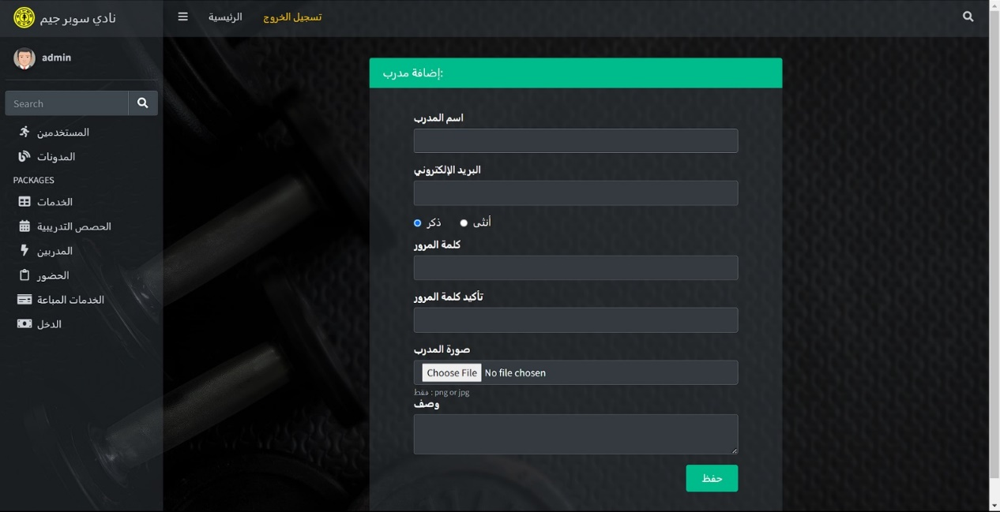 نادي سوبر جيم
الرئيسية
تسجيل الخروج
admin
Search
المستخدمين
المدونات
PACKAGES
الخدمات
الحصص التدريبية
المدربين
الحضور
الخدمات المباعة
الدخل
إضافة مدرب:
اسم المدرب
البريد الإلكتروني
ذكر أنثى
كلمة المرور
تأكيد كلمة المرور
صورة المدرب
Choose File No file chosen
فقط : png or jpg
وصف
حفظ